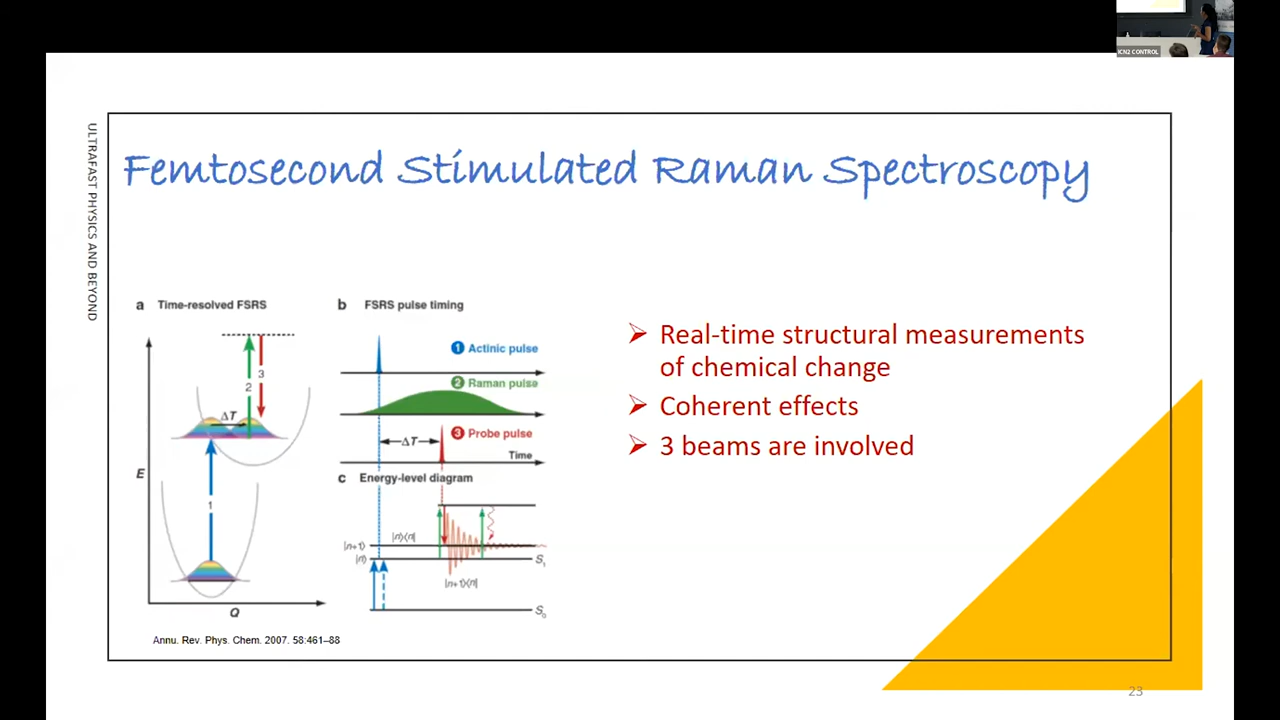 ICN2 CONTROL
ULTRAFAST PHYSICS AND BEYOND
Femtosecond Stimulated Raman Spectroscopy
a Time-resolved FSRS
E
Q
1
2
3
ΔT
b FSRS pulse timing
1 Actinic pulse
2 Raman pulse
3 Probe pulse
ΔT
Time
c Energy-level diagram
|n⟩⟨n|
|n+1⟩
|n⟩
S₁
|n+1⟩⟨n|
S₀
Annu. Rev. Phys. Chem. 2007. 58:461–88
➢ Real-time structural measurements
of chemical change
➢ Coherent effects
➢ 3 beams are involved
23